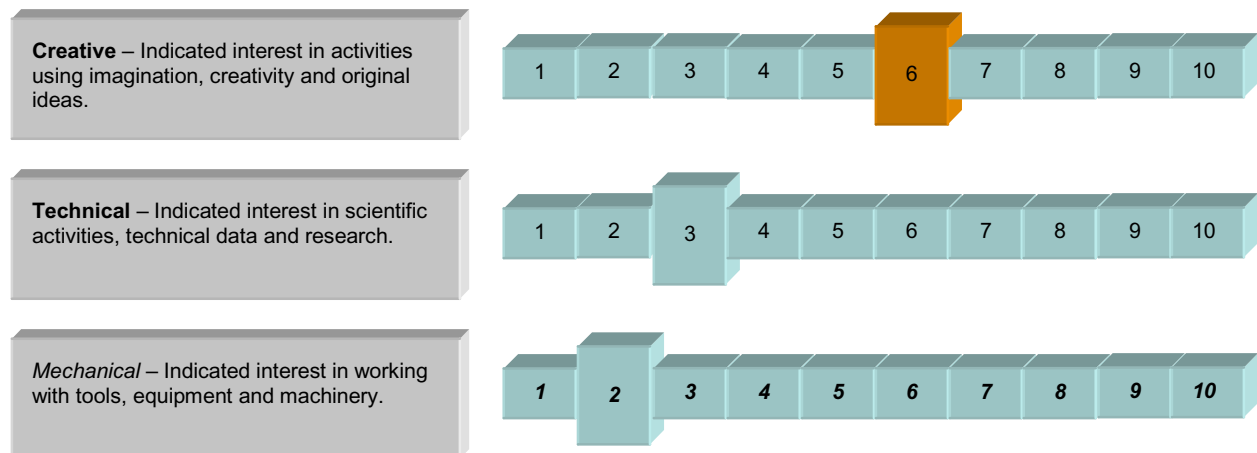 Creative – Indicated interest in activities
using imagination, creativity and original
ideas.
1 2 3 4 5 6 7 8 9 10
Technical – Indicated interest in scientific
activities, technical data and research.
1 2 3 4 5 6 7 8 9 10
Mechanical – Indicated interest in working
with tools, equipment and machinery.
1 2 3 4 5 6 7 8 9 10